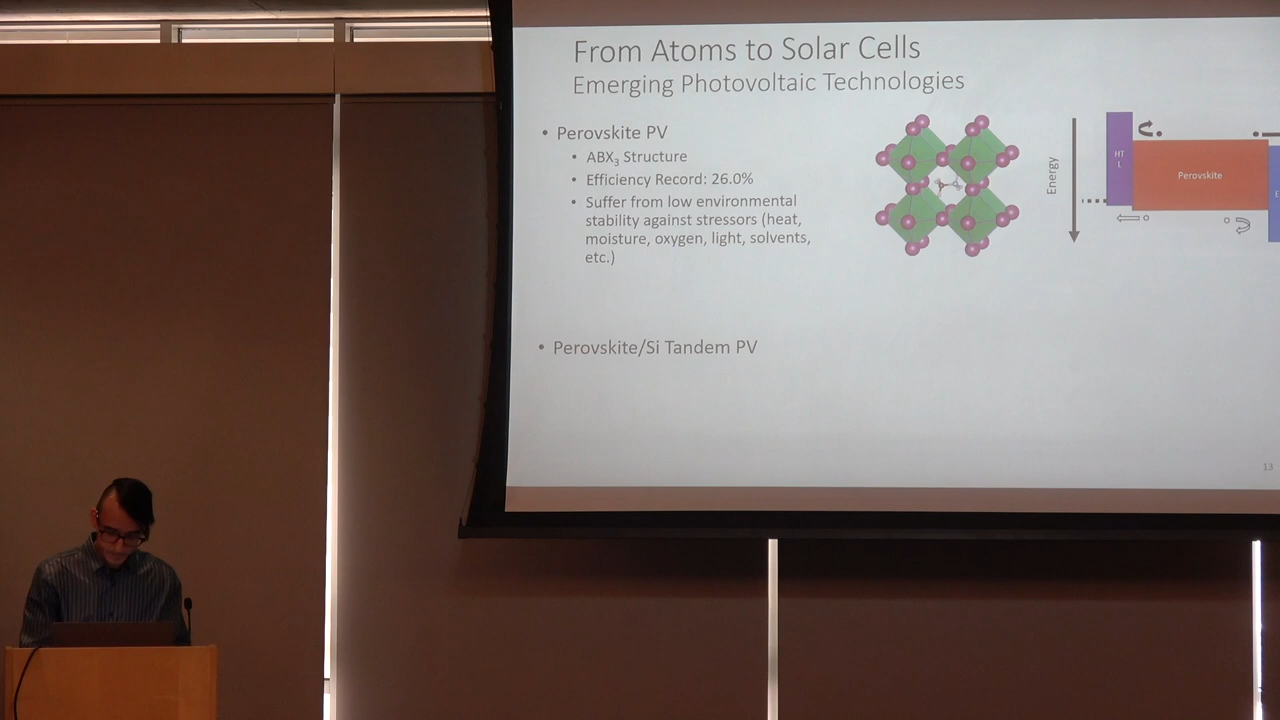 From Atoms to Solar Cells
Emerging Photovoltaic Technologies
• Perovskite PV
• ABX₃ Structure
• Efficiency Record: 26.0%
• Suffer from low environmental
stability against stressors (heat,
moisture, oxygen, light, solvents,
etc.)
• Perovskite/Si Tandem PV
Energy
HT
L
Perovskite
E
13